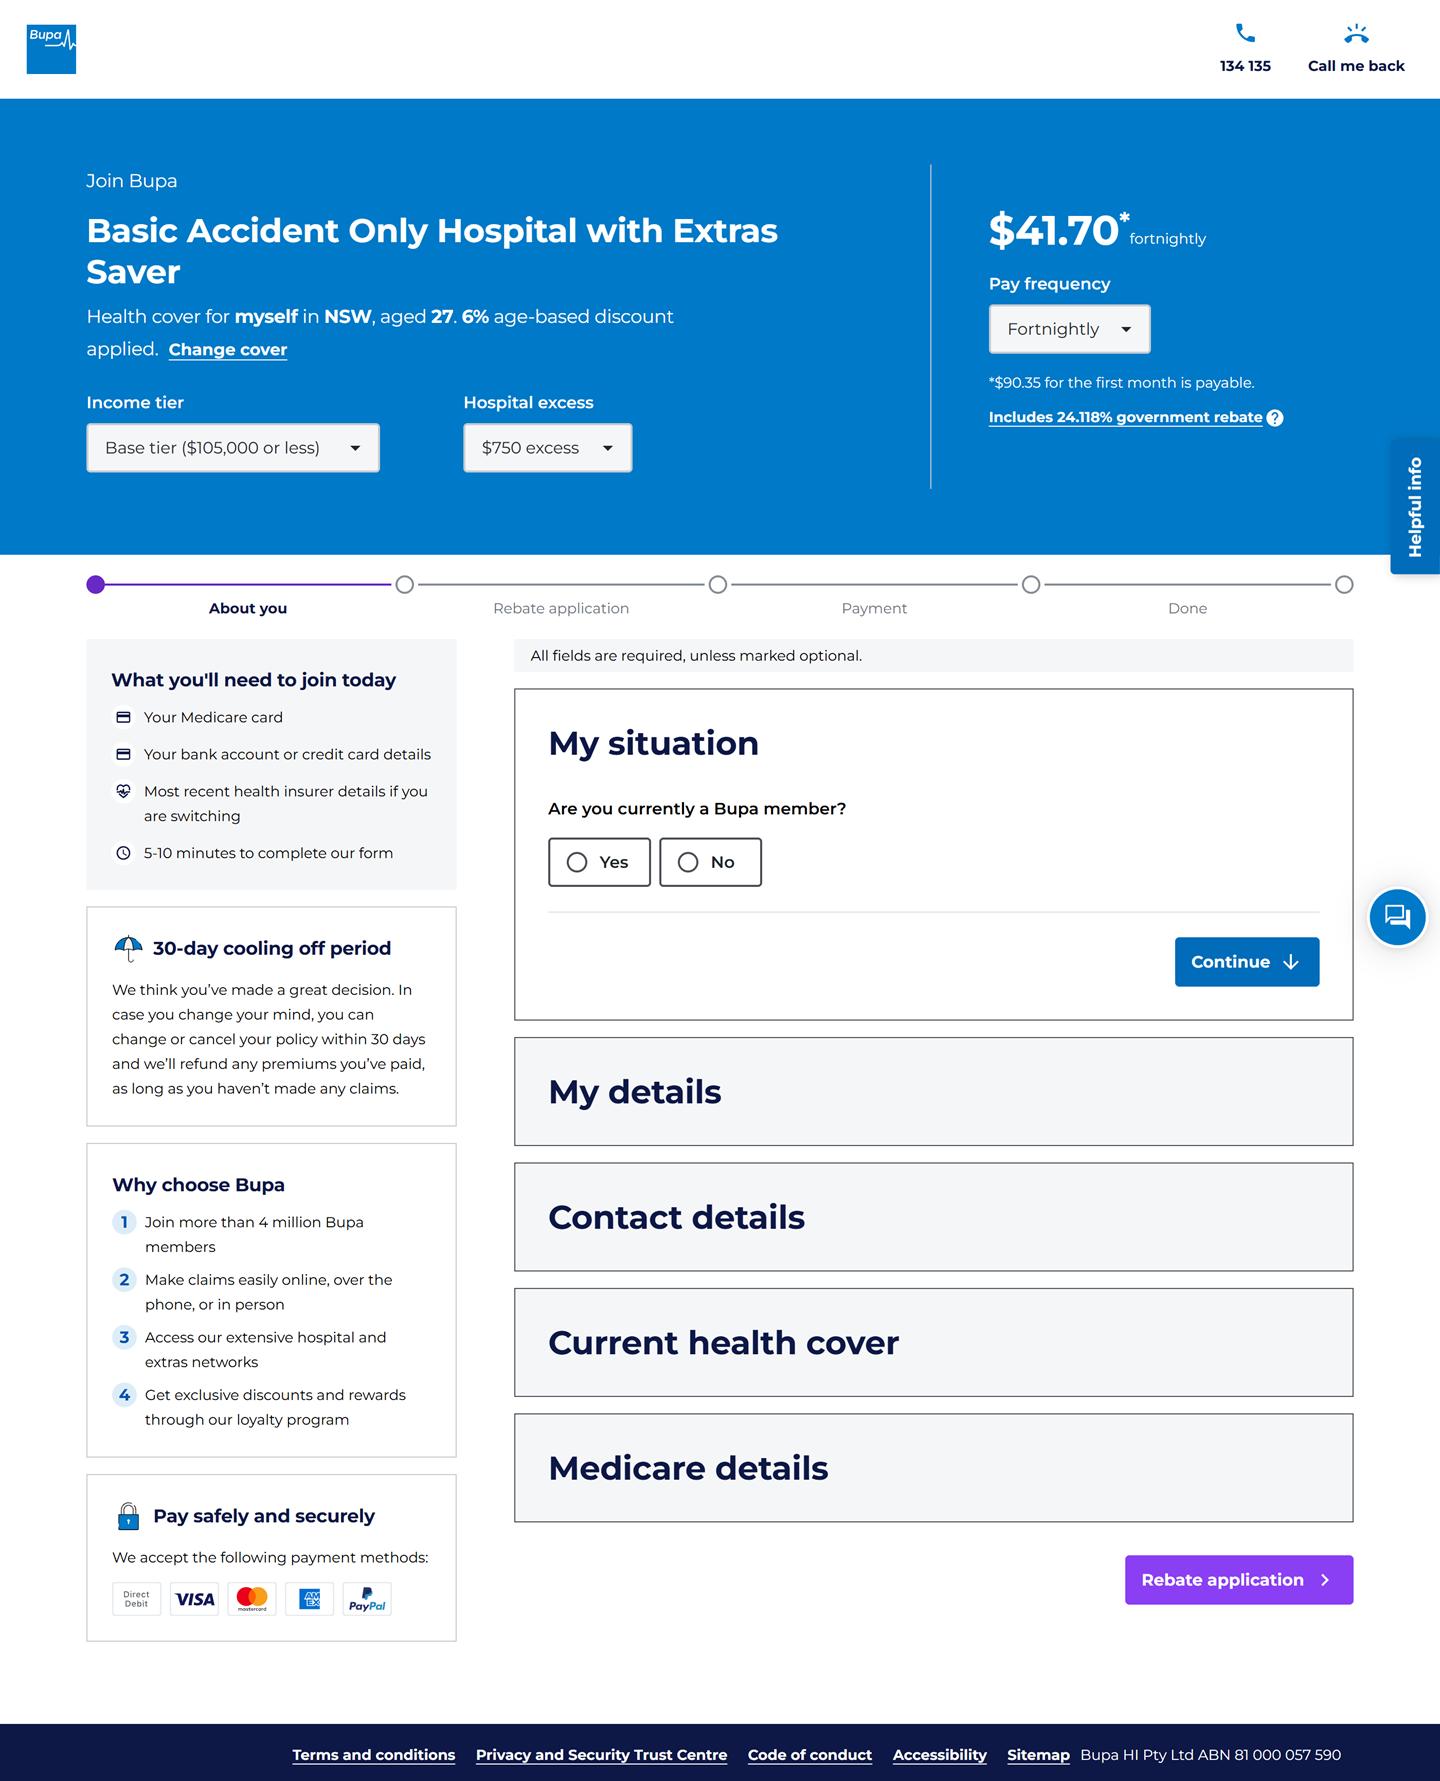 Bupa
134 135
Call me back
Join Bupa
Basic Accident Only Hospital with Extras
Saver
Health cover for myself in NSW, aged 27. 6% age-based discount
applied. Change cover
Income tier
Base tier ($105,000 or less)
Hospital excess
$750 excess
$41.70* fortnightly
Pay frequency
Fortnightly
*$90.35 for the first month is payable.
Includes 24.118% government rebate ?
Helpful info
About you
Rebate application
Payment
Done
What you'll need to join today
Your Medicare card
Your bank account or credit card details
Most recent health insurer details if you
are switching
5-10 minutes to complete our form
30-day cooling off period
We think you’ve made a great decision. In
case you change your mind, you can
change or cancel your policy within 30 days
and we’ll refund any premiums you’ve paid,
as long as you haven’t made any claims.
Why choose Bupa
1 Join more than 4 million Bupa
members
2 Make claims easily online, over the
phone, or in person
3 Access our extensive hospital and
extras networks
4 Get exclusive discounts and rewards
through our loyalty program
Pay safely and securely
We accept the following payment methods:
Direct
Debit
VISA
mastercard
AM
EX
PayPal
All fields are required, unless marked optional.
My situation
Are you currently a Bupa member?
Yes
No
Continue
My details
Contact details
Current health cover
Medicare details
Rebate application
Terms and conditions Privacy and Security Trust Centre Code of conduct Accessibility Sitemap Bupa HI Pty Ltd ABN 81 000 057 590